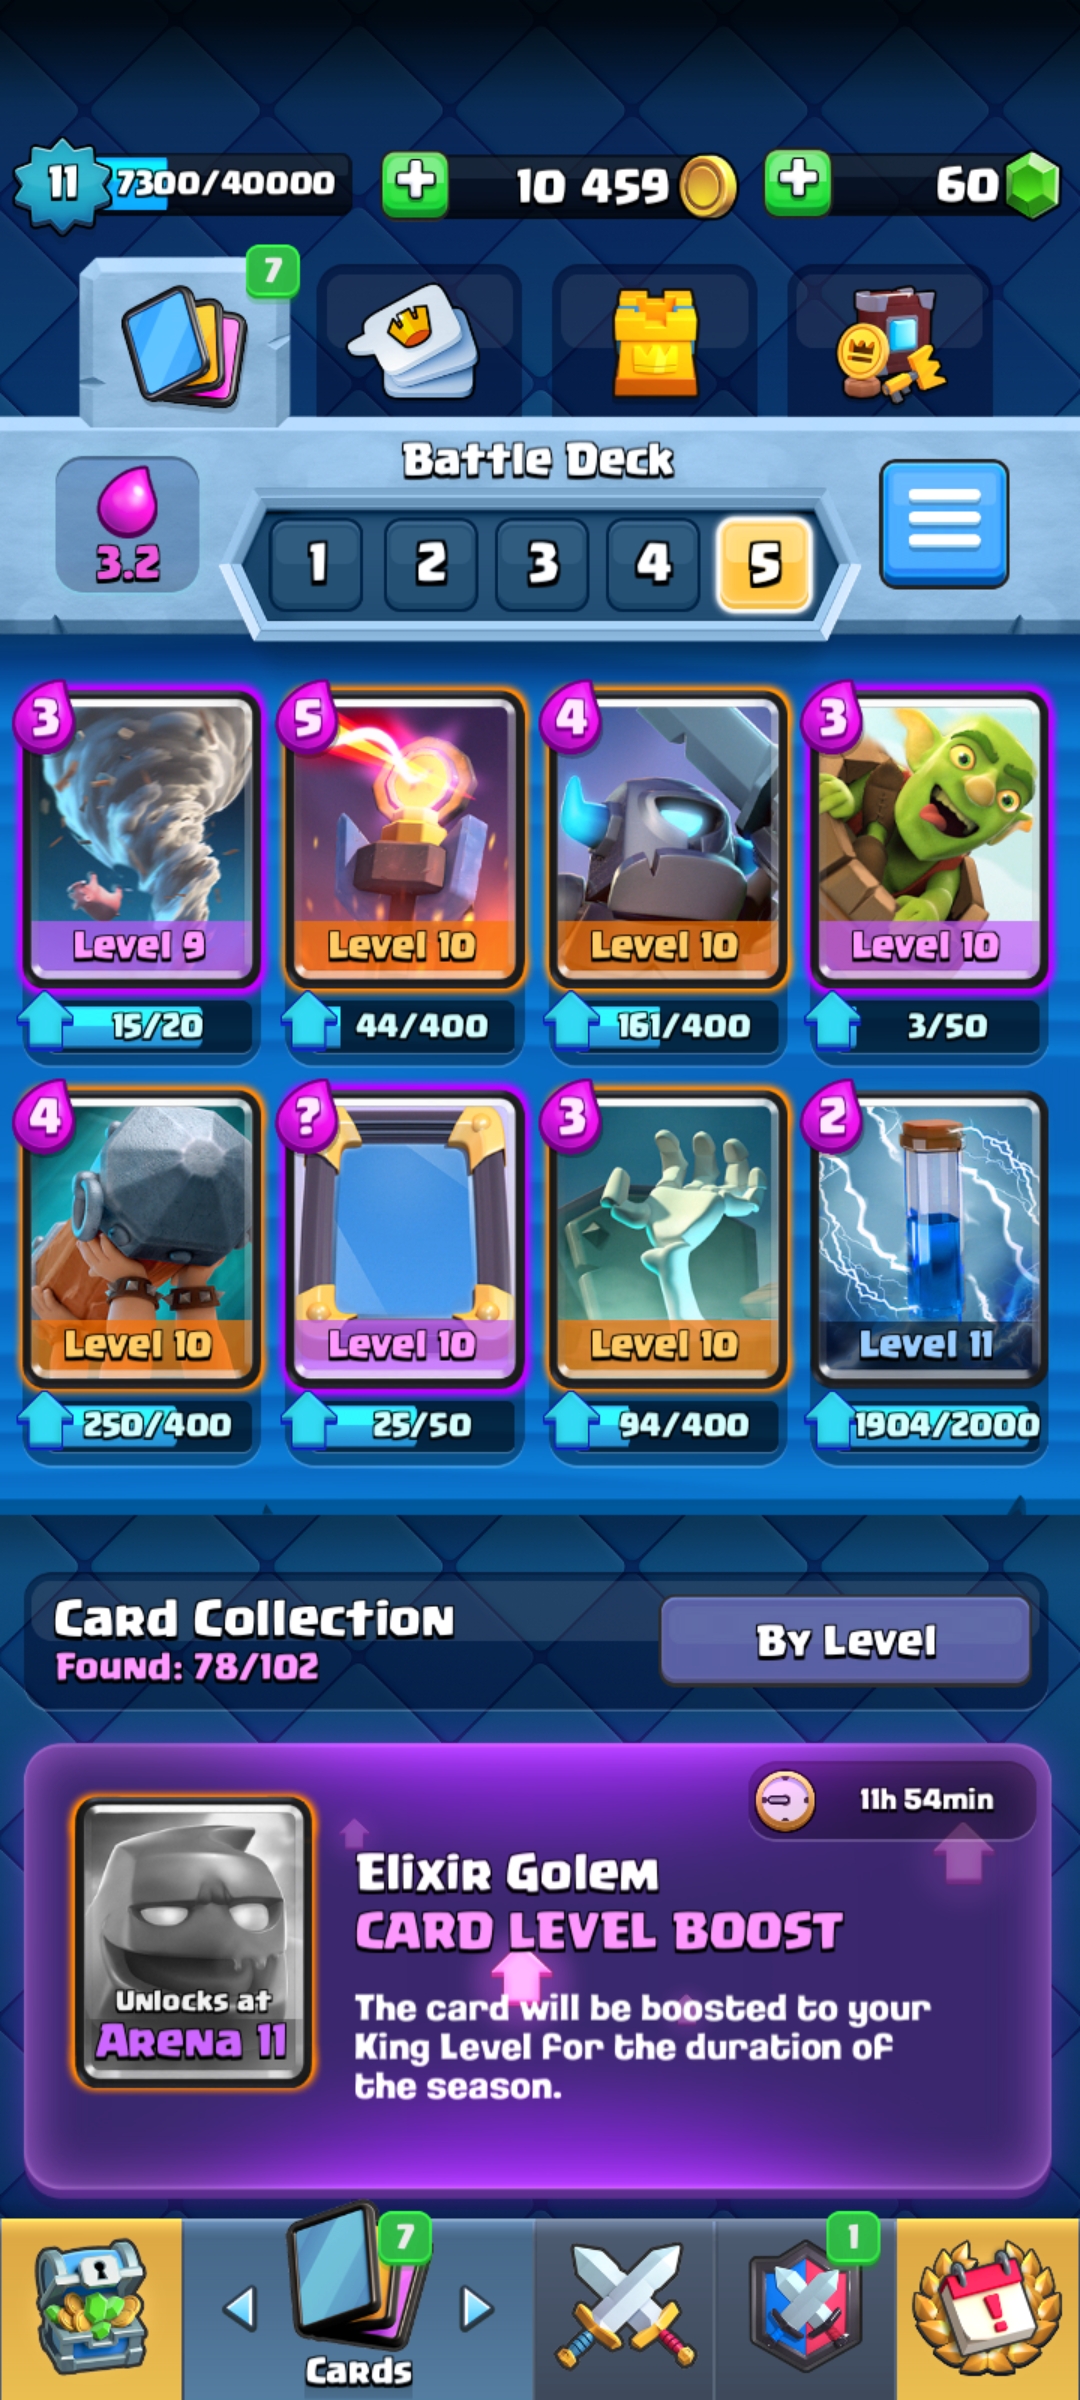 11
7300/40000
10 459
60
7
Battle Deck
3.2
1
2
3
4
5
3
5
4
3
Level 9
Level 10
Level 10
Level 10
15/20
44/400
161/400
3/50
4
?
3
2
Level 10
Level 10
Level 10
Level 11
250/400
25/50
94/400
1904/2000
Card Collection
Found: 78/102
By Level
11h 54min
Elixir Golem
CARD LEVEL BOOST
Unlocks at
Arena 11
The card will be boosted to your
King Level for the duration of
the season.
7
1
Cards